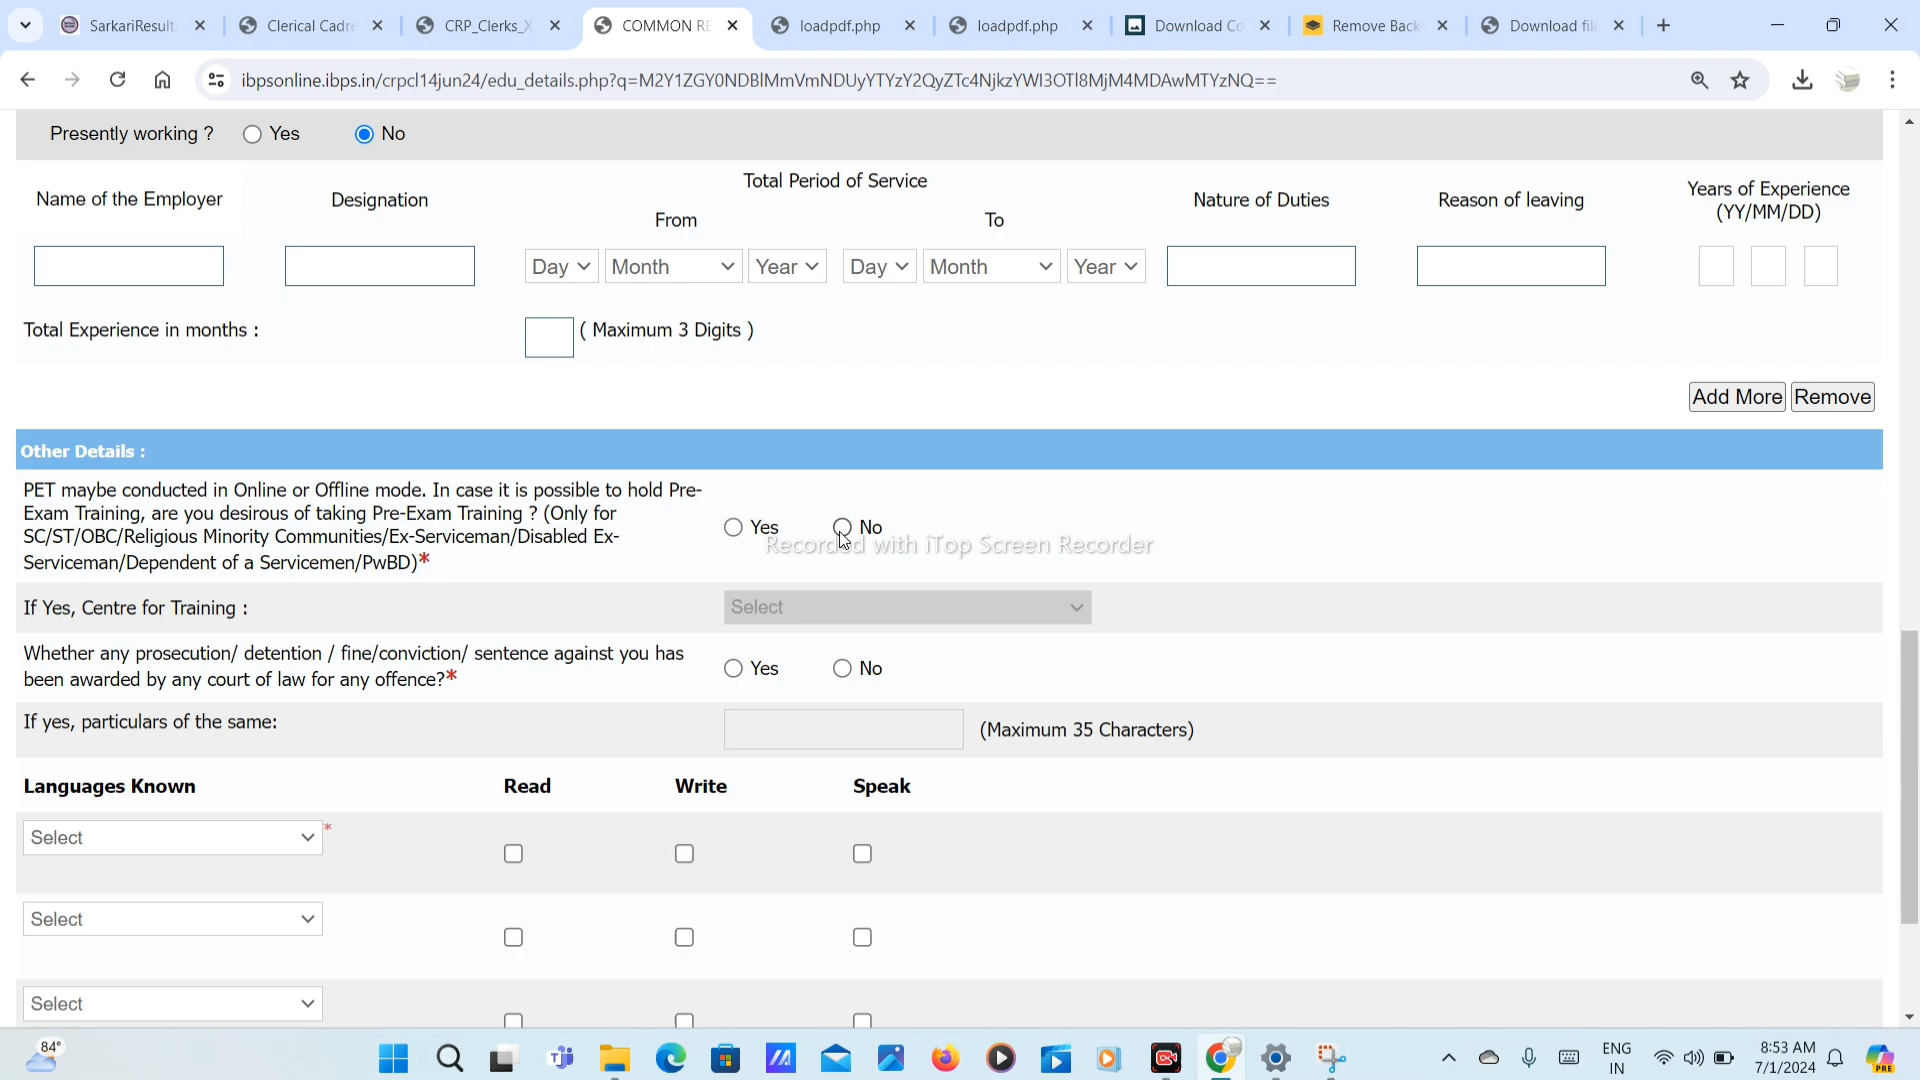 SarkariResult.
Clerical Cadre
CRP_Clerks_X
COMMON RE
loadpdf.php
loadpdf.php
Download Co
Remove Back
Download file
ibpsonline.ibps.in/crpcl14jun24/edu_details.php?q=M2Y1ZGY0NDBlMmVmNDUyYTYzY2QyZTc4NjkzYWI3OTI8MjM4MDAwMTYzNQ==
Presently working ? Yes No
Total Period of Service
Name of the Employer Designation From To Nature of Duties Reason of leaving Years of Experience
(YY/MM/DD)
Day Month Year Day Month Year
Total Experience in months : ( Maximum 3 Digits )
Add More Remove
Other Details :
PET maybe conducted in Online or Offline mode. In case it is possible to hold Pre-
Exam Training, are you desirous of taking Pre-Exam Training ? (Only for
SC/ST/OBC/Religious Minority Communities/Ex-Serviceman/Disabled Ex-
Serviceman/Dependent of a Servicemen/PwBD)*
Yes No
Recorded with iTop Screen Recorder
If Yes, Centre for Training : Select
Whether any prosecution/ detention / fine/conviction/ sentence against you has
been awarded by any court of law for any offence?*
Yes No
If yes, particulars of the same: (Maximum 35 Characters)
Languages Known Read Write Speak
Select *
Select
Select
84°
ENG
IN
8:53 AM
7/1/2024
PRE